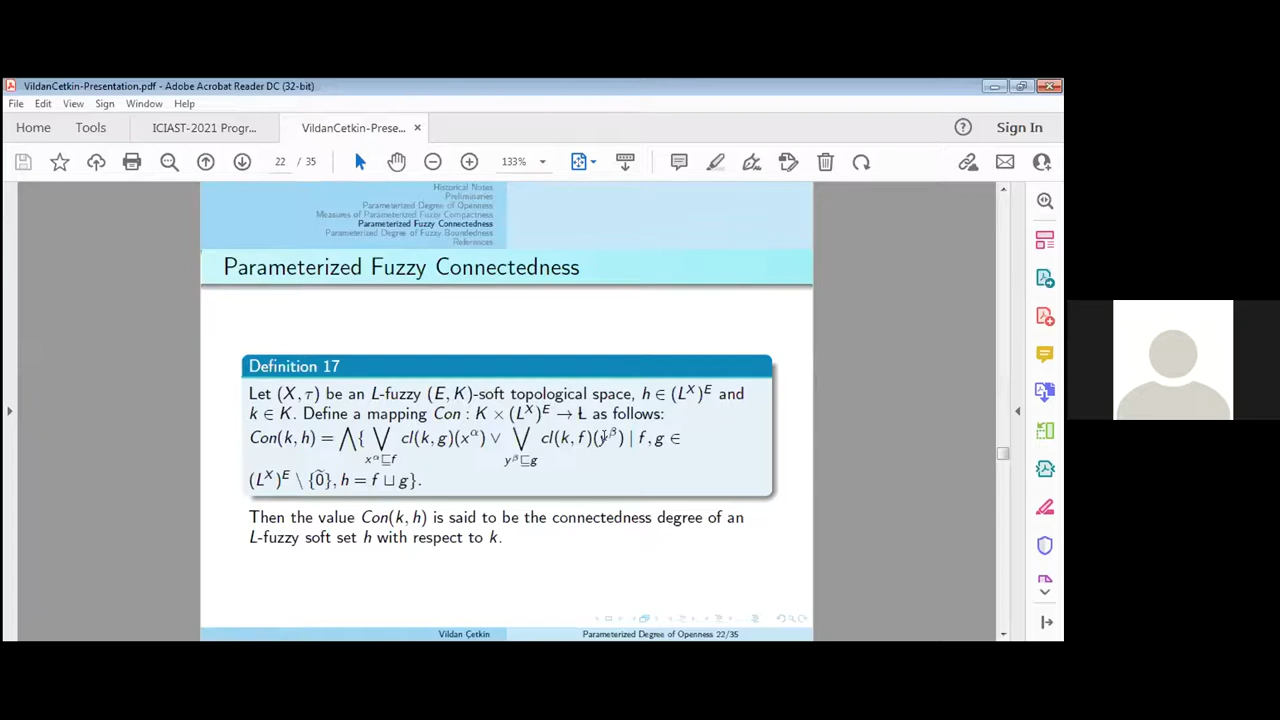 VildanCetkin-Presentation.pdf - Adobe Acrobat Reader DC (32-bit)
File Edit View Sign Window Help
Home Tools ICIAST-2021 Progr... VildanCetkin-Prese... × Sign In
22 / 35 133%
Historical Notes
Preliminaries
Parameterized Degree of Openness
Measures of Parameterized Fuzzy Compactness
Parameterized Fuzzy Connectedness
Parameterized Degree of Fuzzy Boundedness
References
Parameterized Fuzzy Connectedness
Definition 17
Let (X, τ) be an L-fuzzy (E, K)-soft topological space, h ∈ (L^X)^E and
k ∈ K. Define a mapping Con : K × (L^X)^E → Ł as follows:
Con(k, h) = ⋀{ ⋁ cl(k, g)(x^α) ∨ ⋁ cl(k, f)(y^β) | f, g ∈
x^α⊑f y^β⊑g
(L^X)^E \ {0̃}, h = f ⊔ g}.
Then the value Con(k, h) is said to be the connectedness degree of an
L-fuzzy soft set h with respect to k.
Vildan Çetkin Parameterized Degree of Openness 22/35